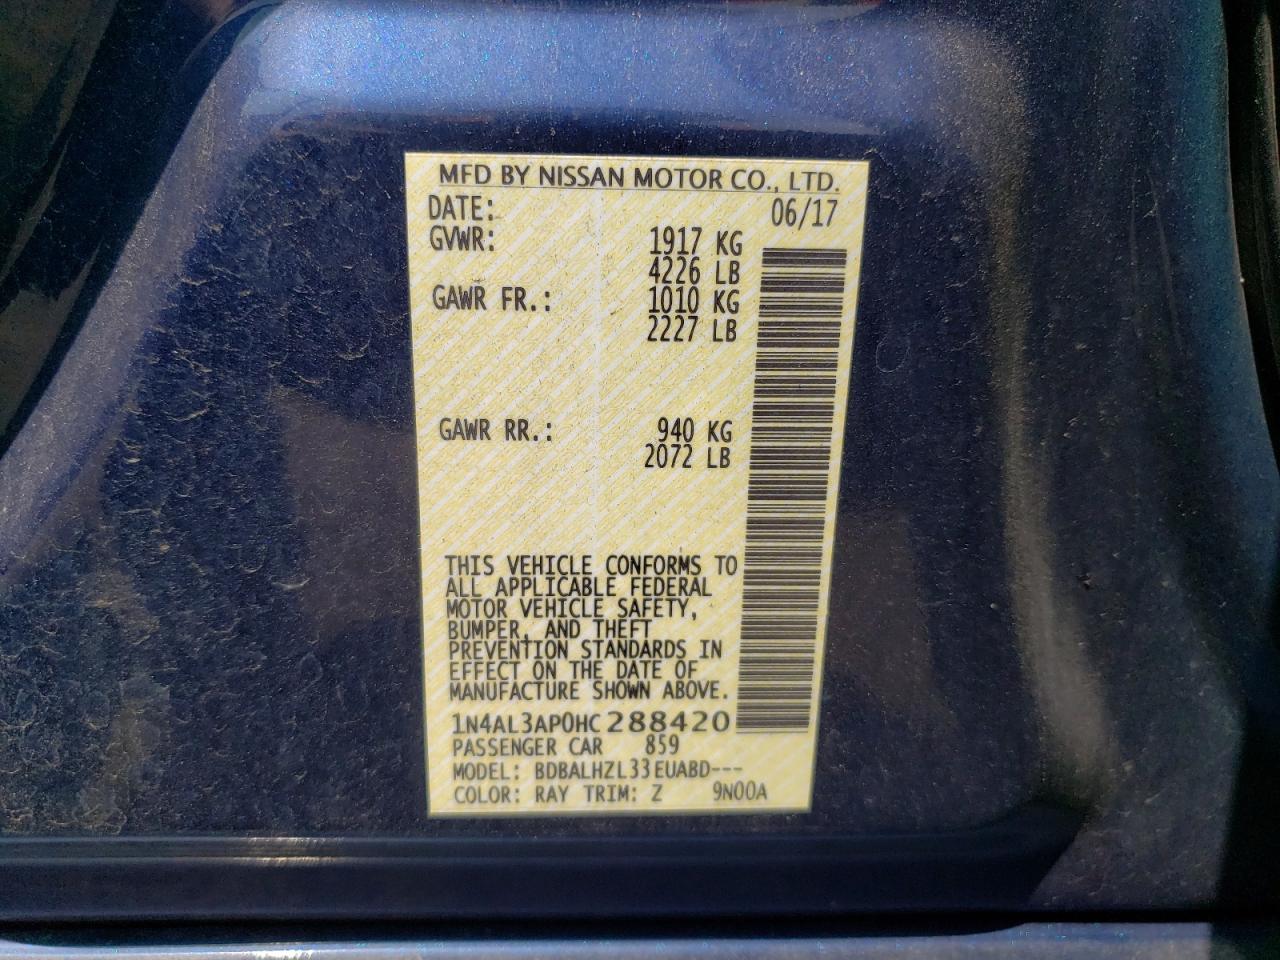 MFD BY NISSAN MOTOR CO., LTD.
DATE: 06/17
GVWR: 1917 KG
4226 LB
GAWR FR.: 1010 KG
2227 LB
GAWR RR.: 940 KG
2072 LB
THIS VEHICLE CONFORMS TO
ALL APPLICABLE FEDERAL
MOTOR VEHICLE SAFETY,
BUMPER, AND THEFT
PREVENTION STANDARDS IN
EFFECT ON THE DATE OF
MANUFACTURE SHOWN ABOVE.
1N4AL3AP0HC288420
PASSENGER CAR 859
MODEL: BDBALHZL33EUABD---
COLOR: RAY TRIM: Z 9N00A